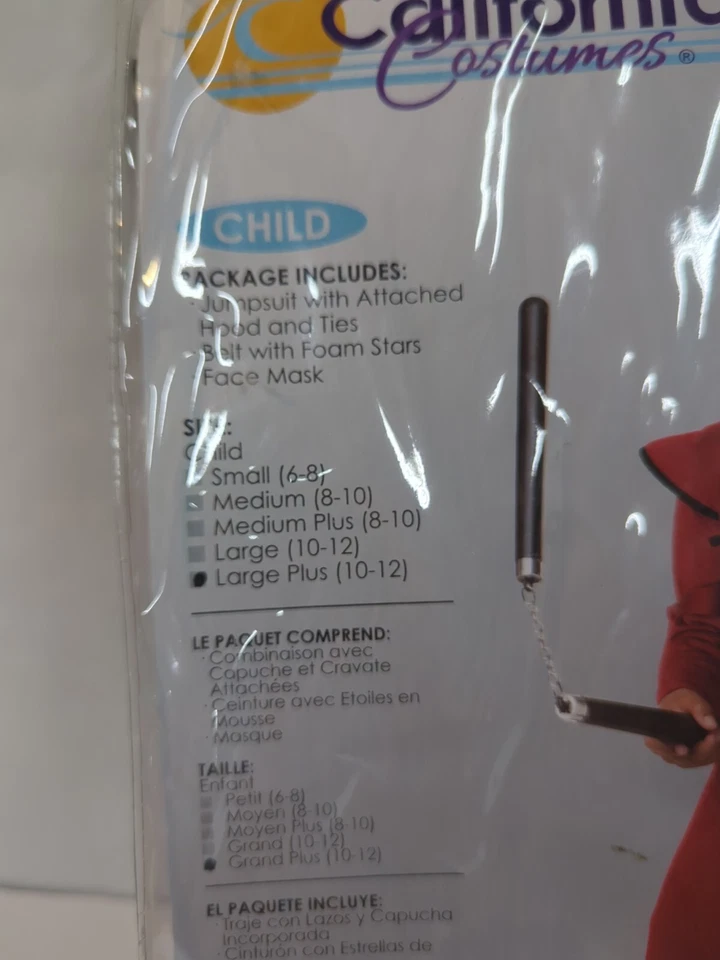 California
Costumes®
CHILD
PACKAGE INCLUDES:
· Jumpsuit with Attached
Hood and Ties
· Belt with Foam Stars
· Face Mask
SIZE:
Child
Small (6-8)
Medium (8-10)
Medium Plus (8-10)
Large (10-12)
Large Plus (10-12)
LE PAQUET COMPREND:
· Combinaison avec
Capuche et Cravate
Attachées
· Ceinture avec Etoiles en
Mousse
· Masque
TAILLE:
Enfant
Petit (6-8)
Moyen (8-10)
Moyen Plus (8-10)
Grand (10-12)
Grand Plus (10-12)
EL PAQUETE INCLUYE:
· Traje con Lazos y Capucha
Incorporada
· Cinturón con Estrellas de